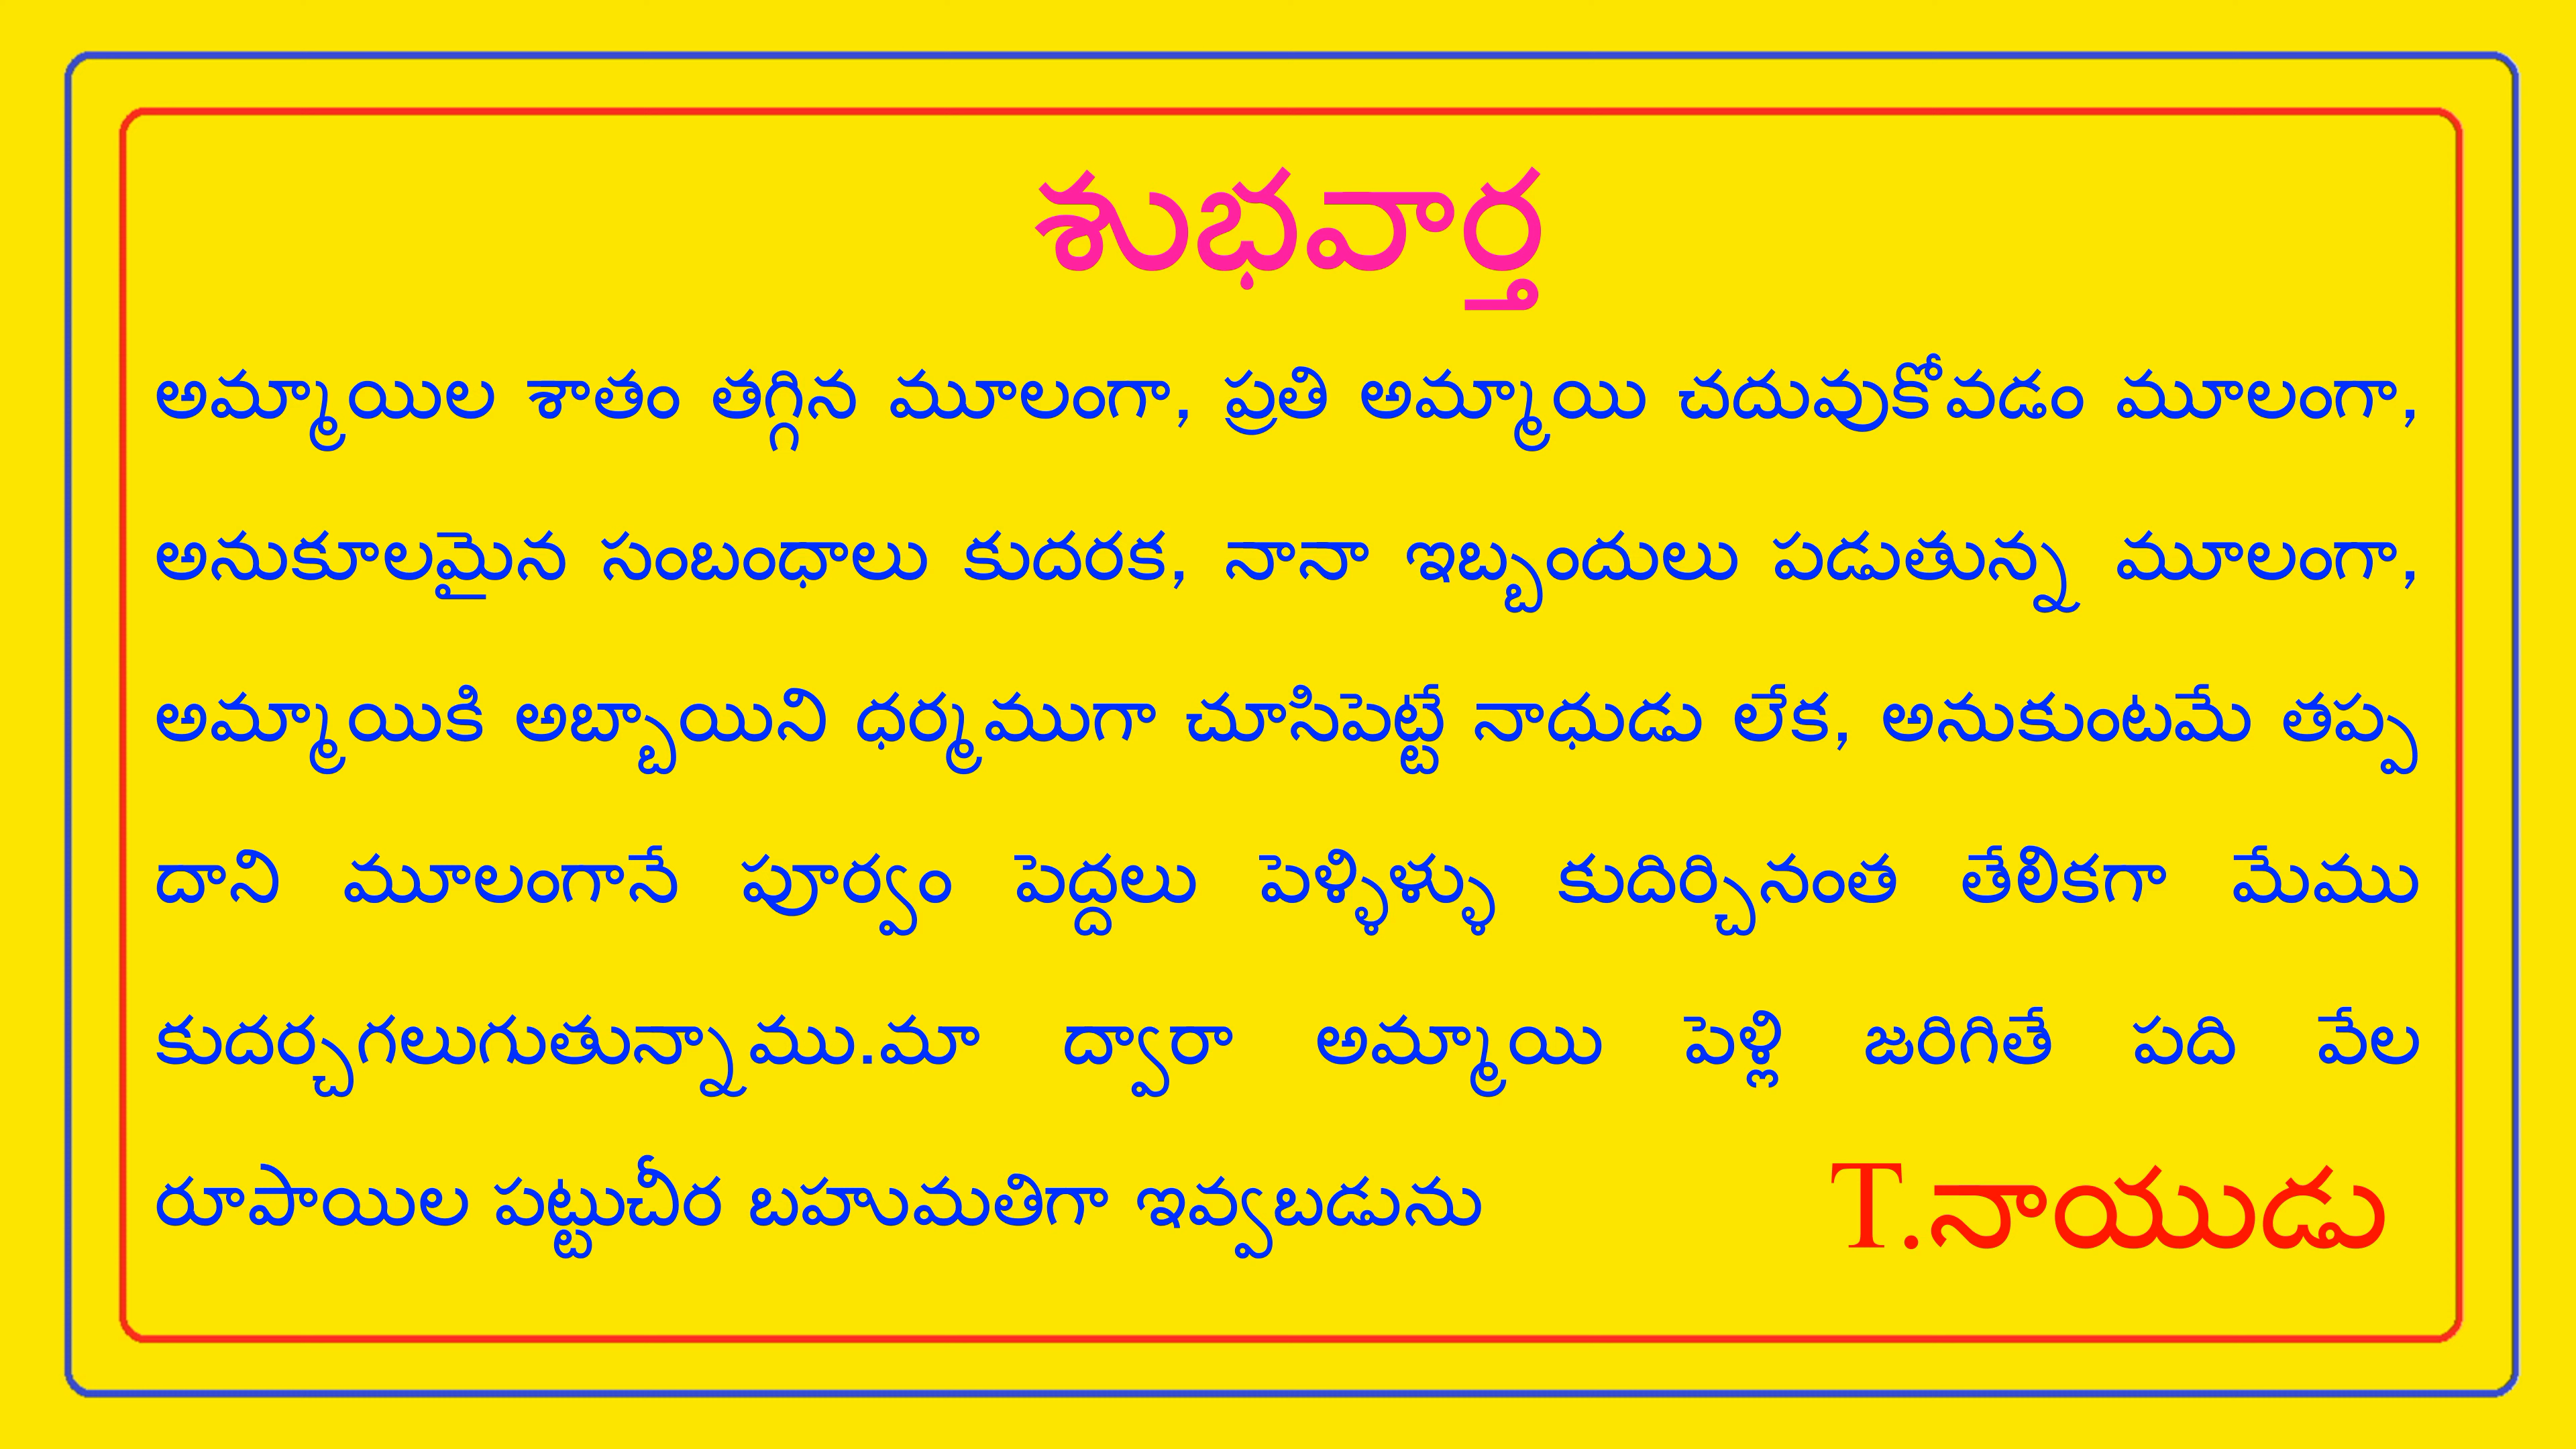 శుభవార్త
అమ్మాయిల శాతం తగ్గిన మూలంగా, ప్రతి అమ్మాయి చదువుకోవడం మూలంగా,
అనుకూలమైన సంబంధాలు కుదరక, నానా ఇబ్బందులు పడుతున్న మూలంగా,
అమ్మాయికి అబ్బాయిని ధర్మముగా చూసిపెట్టే నాధుడు లేక, అనుకుంటమే తప్ప
దాని మూలంగానే పూర్వం పెద్దలు పెళ్ళిళ్ళు కుదిర్చినంత తేలికగా మేము
కుదర్చగలుగుతున్నాము.మా ద్వారా అమ్మాయి పెళ్లి జరిగితే పది వేల
రూపాయిల పట్టుచీర బహుమతిగా ఇవ్వబడును T.నాయుడు